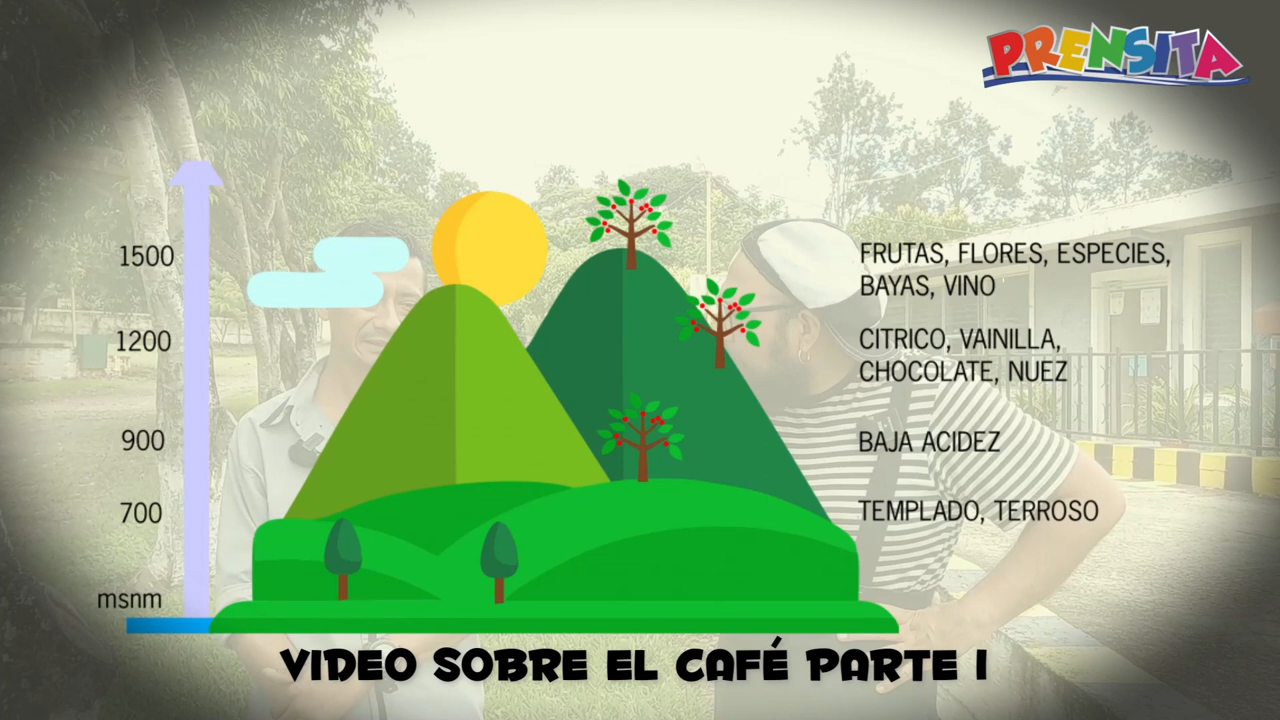 PRENSITA
1500
FRUTAS, FLORES, ESPECIES,
BAYAS, VINO
1200
CITRICO, VAINILLA,
CHOCOLATE, NUEZ
900
BAJA ACIDEZ
700
TEMPLADO, TERROSO
msnm
VIDEO SOBRE EL CAFÉ PARTE I